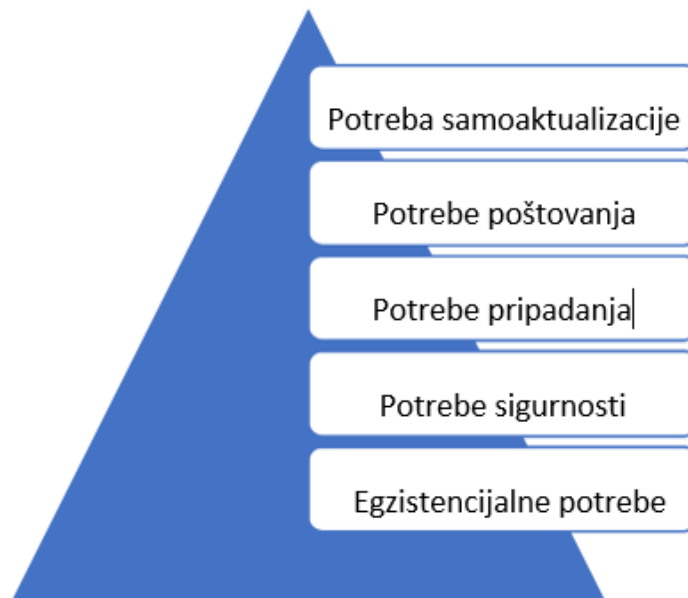 Potreba samoaktualizacije
Potrebe poštovanja
Potrebe pripadanja
Potrebe sigurnosti
Egzistencijalne potrebe